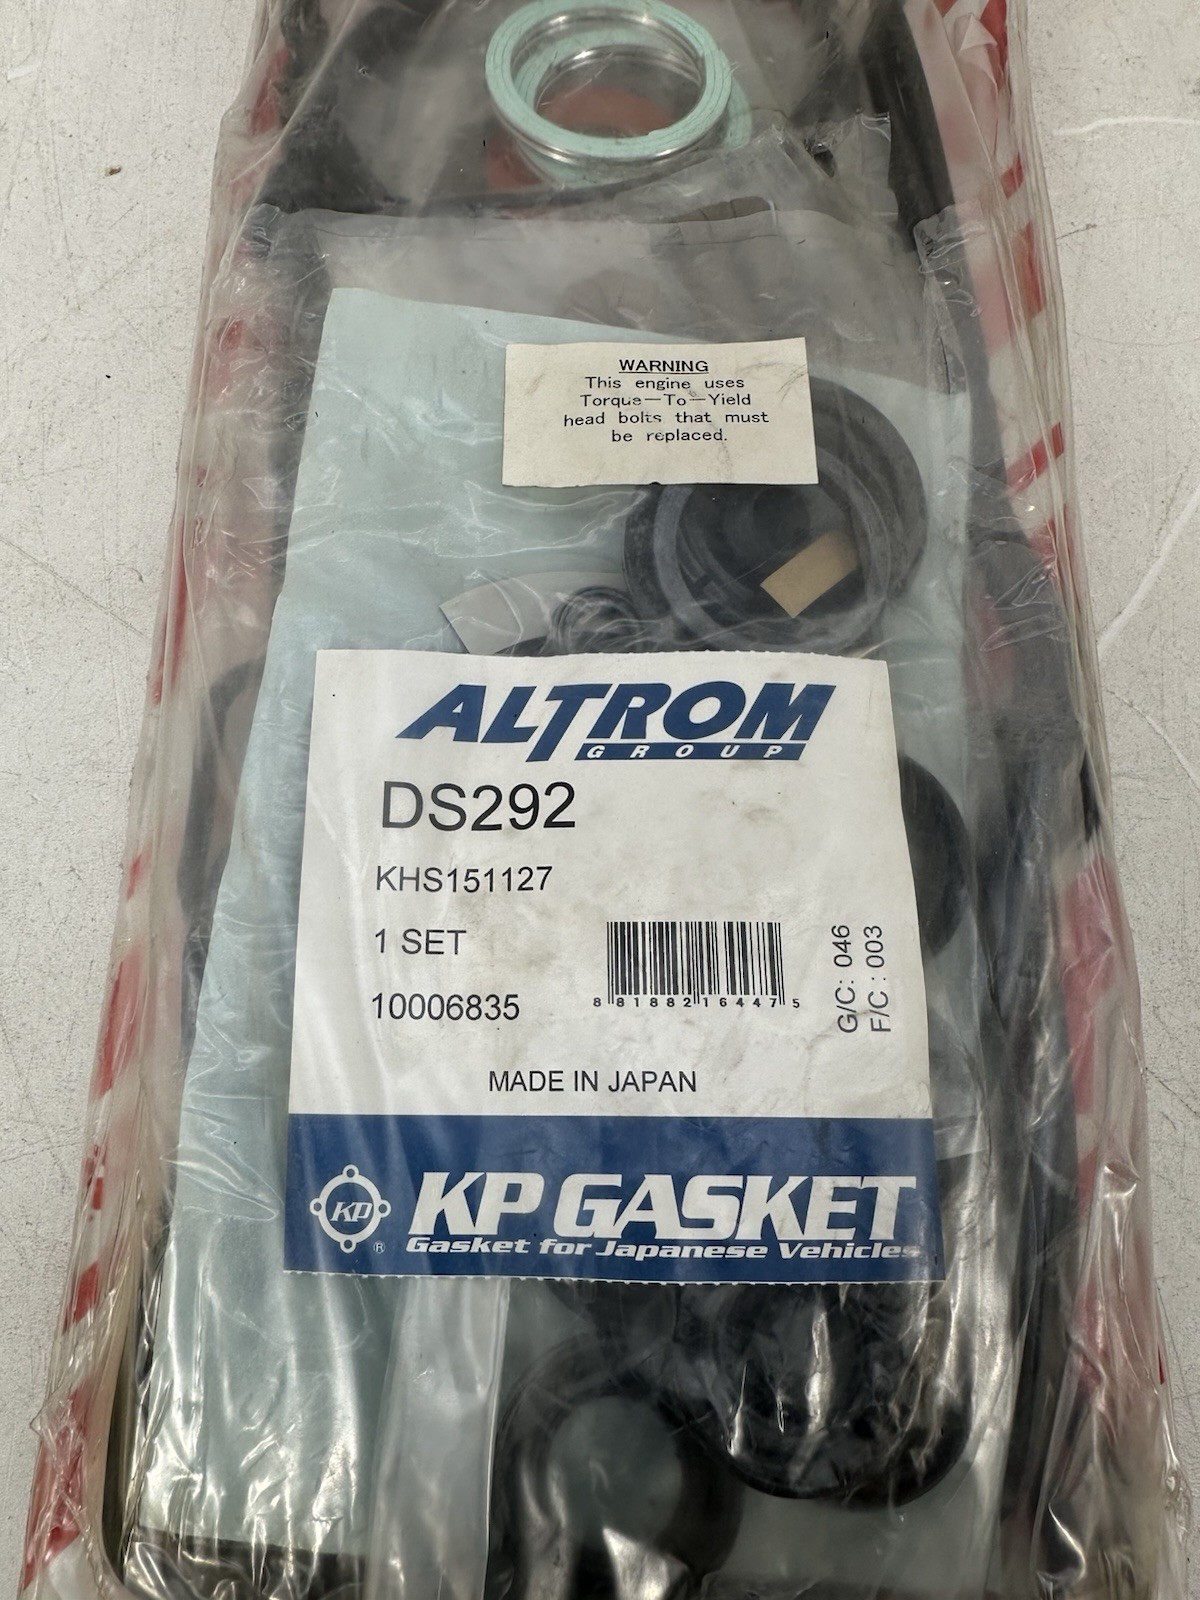 WARNING
This engine uses
Torque-To-Yield
head bolts that must
be replaced.
ALTROM
GROUP
DS292
KHS151127
1 SET
10006835
8 81882 16447 5
G/C: 046
F/C : 003
MADE IN JAPAN
KP
®
KP GASKET
Gasket for Japanese Vehicles